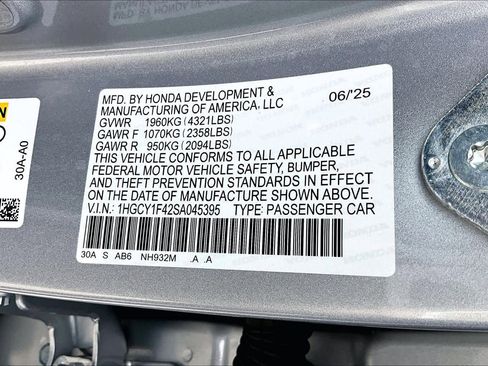 MFD. BY HONDA DEVELOPMENT &
MANUFACTURING OF AMERICA, LLC 06/'25
GVWR 1960KG (4321LBS)
GAWR F 1070KG (2358LBS)
GAWR R 950KG (2094LBS)
THIS VEHICLE CONFORMS TO ALL APPLICABLE
FEDERAL MOTOR VEHICLE SAFETY, BUMPER,
AND THEFT PREVENTION STANDARDS IN EFFECT
ON THE DATE OF MANUFACTURE SHOWN ABOVE.
V.I.N.: 1HGCY1F42SA045395 TYPE: PASSENGER CAR
30A S AB6 NH932M .A .A
30A-A0